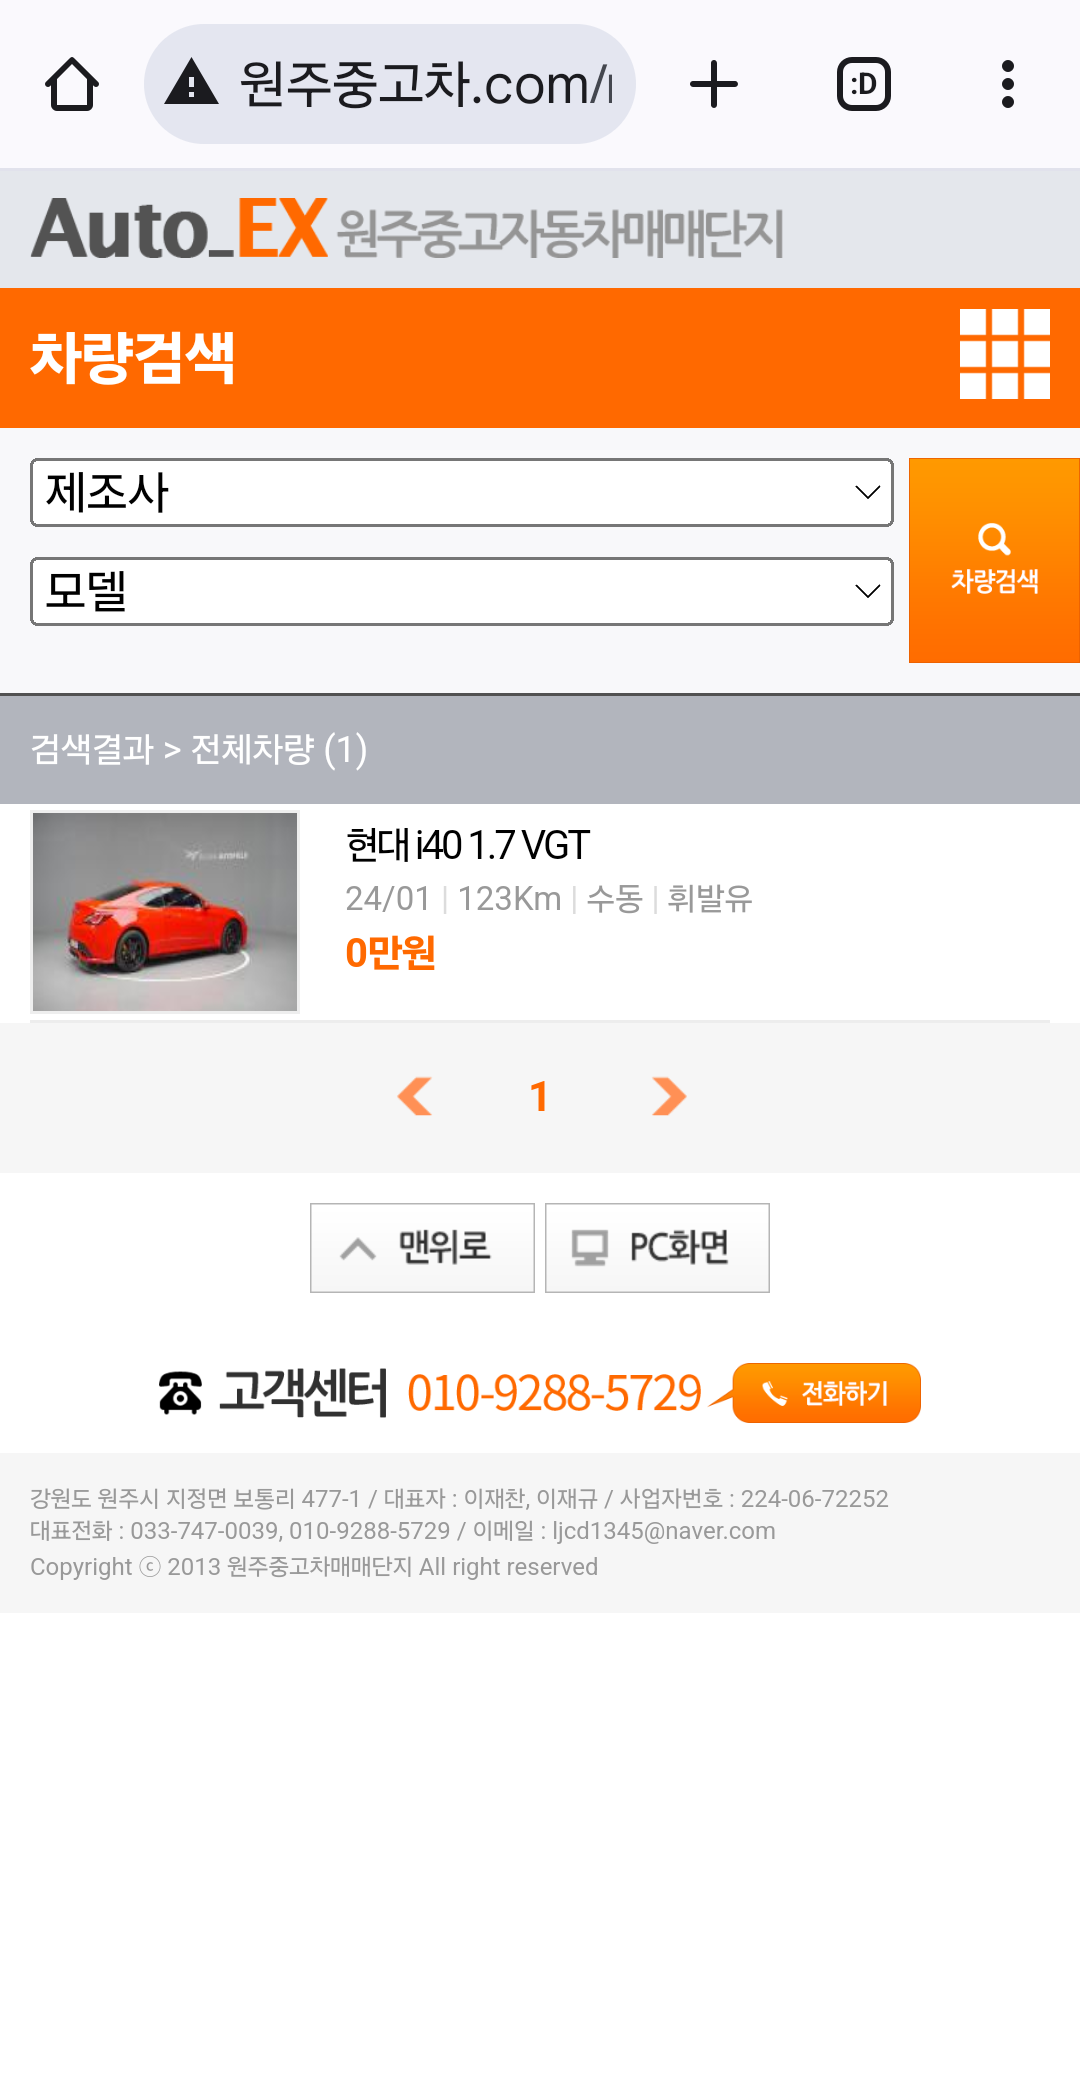 원주중고차.com/
:D
Auto_EX 원주중고자동차매매단지
차량검색
제조사
모델
차량검색
검색결과 > 전체차량 (1)
현대 i40 1.7 VGT
24/01 | 123Km | 수동 | 휘발유
0만원
1
맨위로
PC화면
고객센터 010-9288-5729 전화하기
강원도 원주시 지정면 보통리 477-1 / 대표자 : 이재찬, 이재규 / 사업자번호 : 224-06-72252
대표전화 : 033-747-0039, 010-9288-5729 / 이메일 : ljcd1345@naver.com
Copyright ⓒ 2013 원주중고차매매단지 All right reserved